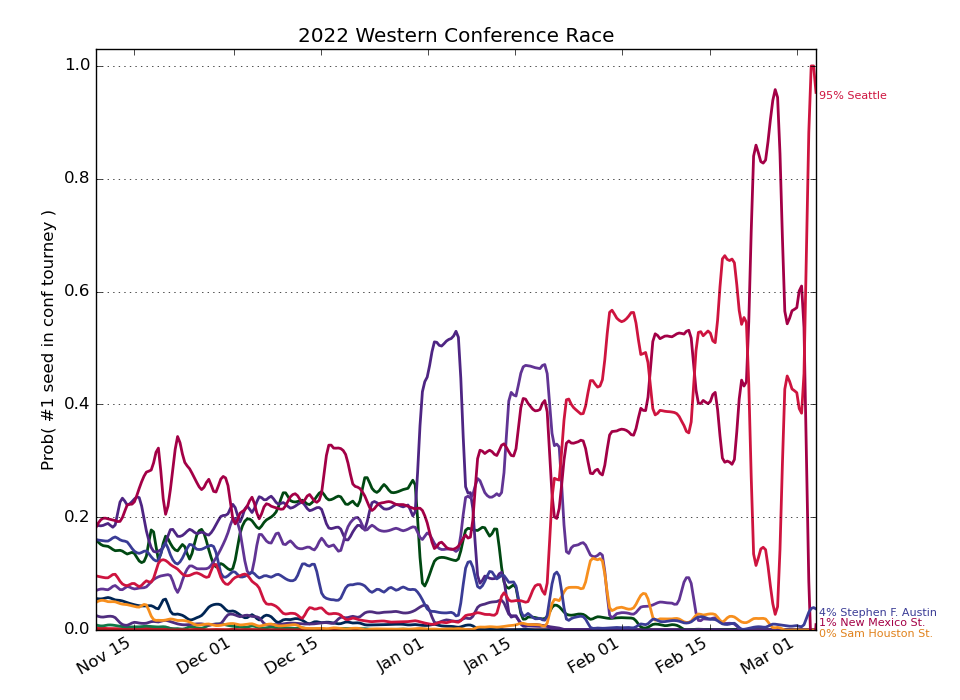 2022 Western Conference Race
Prob( #1 seed in conf tourney )
1.0
0.8
0.6
0.4
0.2
0.0
Nov 15
Dec 01
Dec 15
Jan 01
Jan 15
Feb 01
Feb 15
Mar 01
95% Seattle
4% Stephen F. Austin
1% New Mexico St.
0% Sam Houston St.